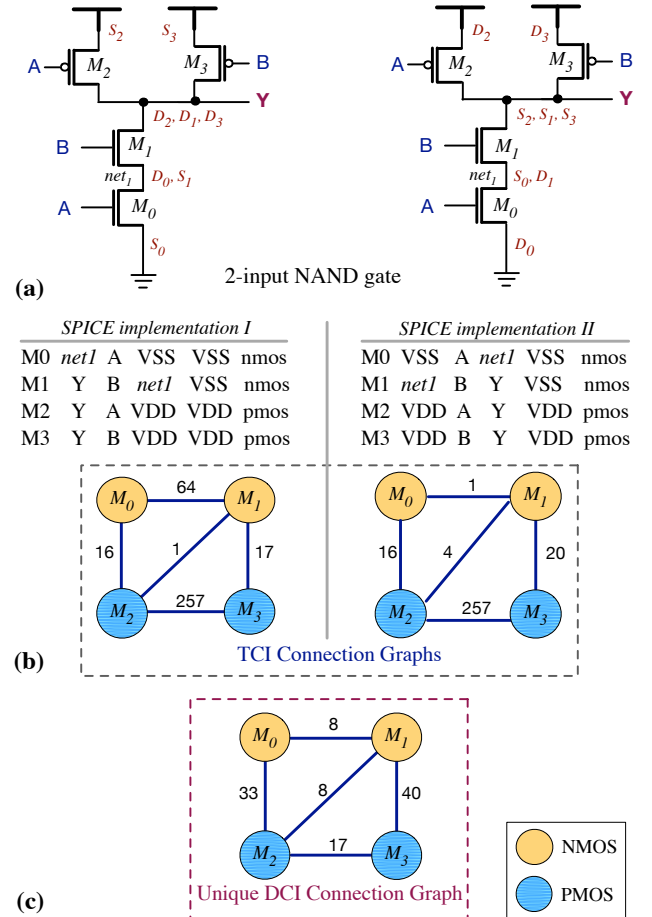 S2 S3 D2 D3
A M2 M3 B A M2 M3 B
Y Y
D2, D1, D3 S2, S1, S3
B M1 B M1
net1 D0, S1 net1 S0, D1
A M0 A M0
S0 D0
(a) 2-input NAND gate
SPICE implementation I SPICE implementation II
M0 net1 A VSS VSS nmos M0 VSS A net1 VSS nmos
M1 Y B net1 VSS nmos M1 net1 B Y VSS nmos
M2 Y A VDD VDD pmos M2 VDD A Y VDD pmos
M3 Y B VDD VDD pmos M3 VDD B Y VDD pmos
M0 64 M1 M0 1 M1
16 1 17 16 4 20
M2 257 M3 M2 257 M3
(b) TCI Connection Graphs
M0 8 M1
33 8 40
M2 17 M3
NMOS
PMOS
(c) Unique DCI Connection Graph